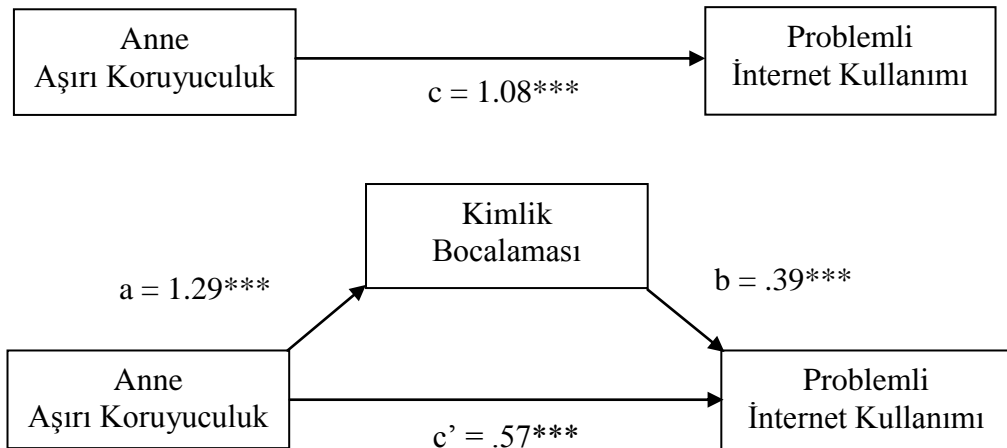 Anne
Aşırı Koruyuculuk
c = 1.08***
Problemli
İnternet Kullanımı
Kimlik
Bocalaması
a = 1.29***
b = .39***
Anne
Aşırı Koruyuculuk
c’ = .57***
Problemli
İnternet Kullanımı